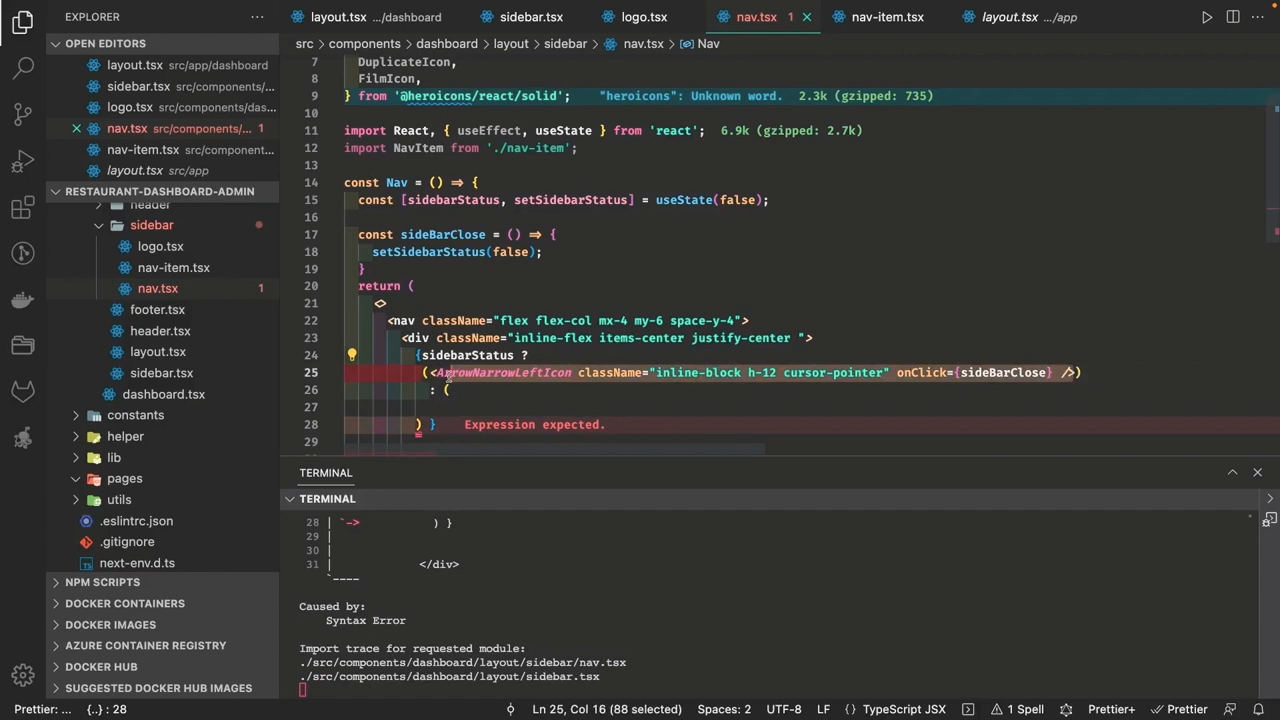 EXPLORER
layout.tsx .../dashboard
sidebar.tsx
logo.tsx
nav.tsx 1
nav-item.tsx
layout.tsx .../app
OPEN EDITORS
layout.tsx src/app/dashboard
sidebar.tsx src/components/...
logo.tsx src/components/das...
nav.tsx src/components/... 1
nav-item.tsx src/component...
layout.tsx src/app
RESTAURANT-DASHBOARD-ADMIN
header
sidebar
logo.tsx
nav-item.tsx
nav.tsx 1
footer.tsx
header.tsx
layout.tsx
sidebar.tsx
dashboard.tsx
constants
helper
lib
pages
utils
.eslintrc.json
.gitignore
next-env.d.ts
NPM SCRIPTS
DOCKER CONTAINERS
DOCKER IMAGES
AZURE CONTAINER REGISTRY
DOCKER HUB
SUGGESTED DOCKER HUB IMAGES
src > components > dashboard > layout > sidebar > nav.tsx > Nav
7 DuplicateIcon,
8 FilmIcon,
9 } from '@heroicons/react/solid'; "heroicons": Unknown word. 2.3k (gzipped: 735)
10
11 import React, { useEffect, useState } from 'react'; 6.9k (gzipped: 2.7k)
12 import NavItem from './nav-item';
13
14 const Nav = () => {
15 const [sidebarStatus, setSidebarStatus] = useState(false);
16
17 const sideBarClose = () => {
18 setSidebarStatus(false);
19 }
20 return (
21 <>
22 <nav className="flex flex-col mx-4 my-6 space-y-4">
23 <div className="inline-flex items-center justify-center ">
24 {sidebarStatus ?
25 (<ArrowNarrowLeftIcon className="inline-block h-12 cursor-pointer" onClick={sideBarClose} />)
26 : (
27
28 ) } Expression expected.
29
TERMINAL
TERMINAL
28 | `-> ) }
29 |
30 |
31 | </div>
`----
Caused by:
Syntax Error
Import trace for requested module:
./src/components/dashboard/layout/sidebar/nav.tsx
./src/components/dashboard/layout/sidebar.tsx
Prettier: ... {..} : 28 Ln 25, Col 16 (88 selected) Spaces: 2 UTF-8 LF {} TypeScript JSX 1 Spell Prettier+ Prettier